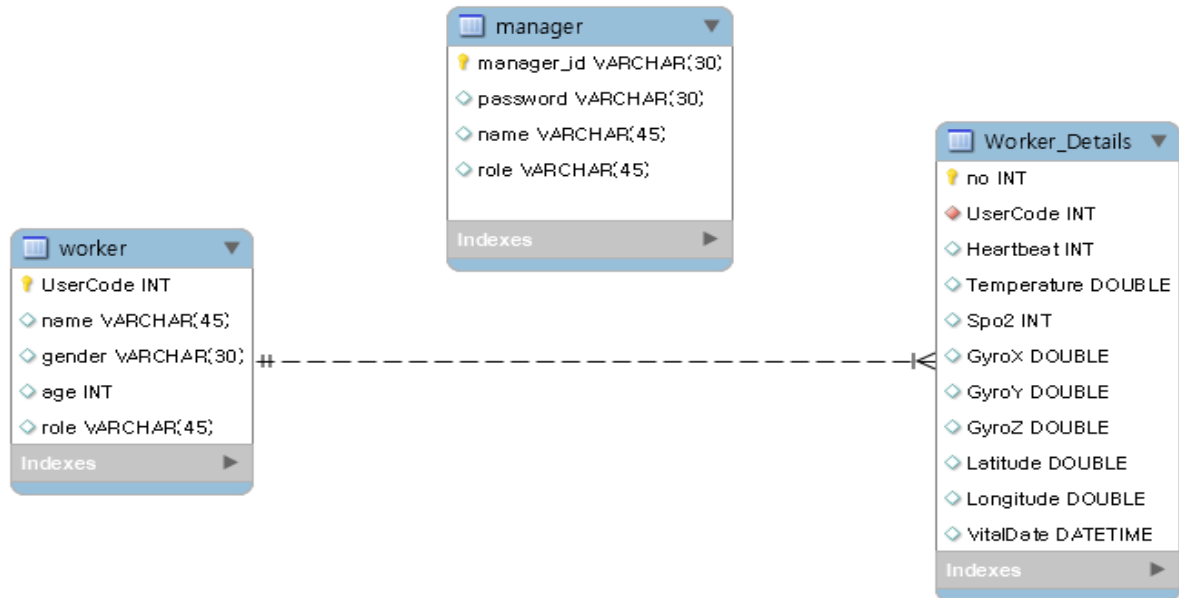 manager
manager_id VARCHAR(30)
password VARCHAR(30)
name VARCHAR(45)
role VARCHAR(45)
Indexes
worker
UserCode INT
name VARCHAR(45)
gender VARCHAR(30)
age INT
role VARCHAR(45)
Indexes
Worker_Details
no INT
UserCode INT
Heartbeat INT
Temperature DOUBLE
Spo2 INT
GyroX DOUBLE
GyroY DOUBLE
GyroZ DOUBLE
Latitude DOUBLE
Longitude DOUBLE
VitalDate DATETIME
Indexes